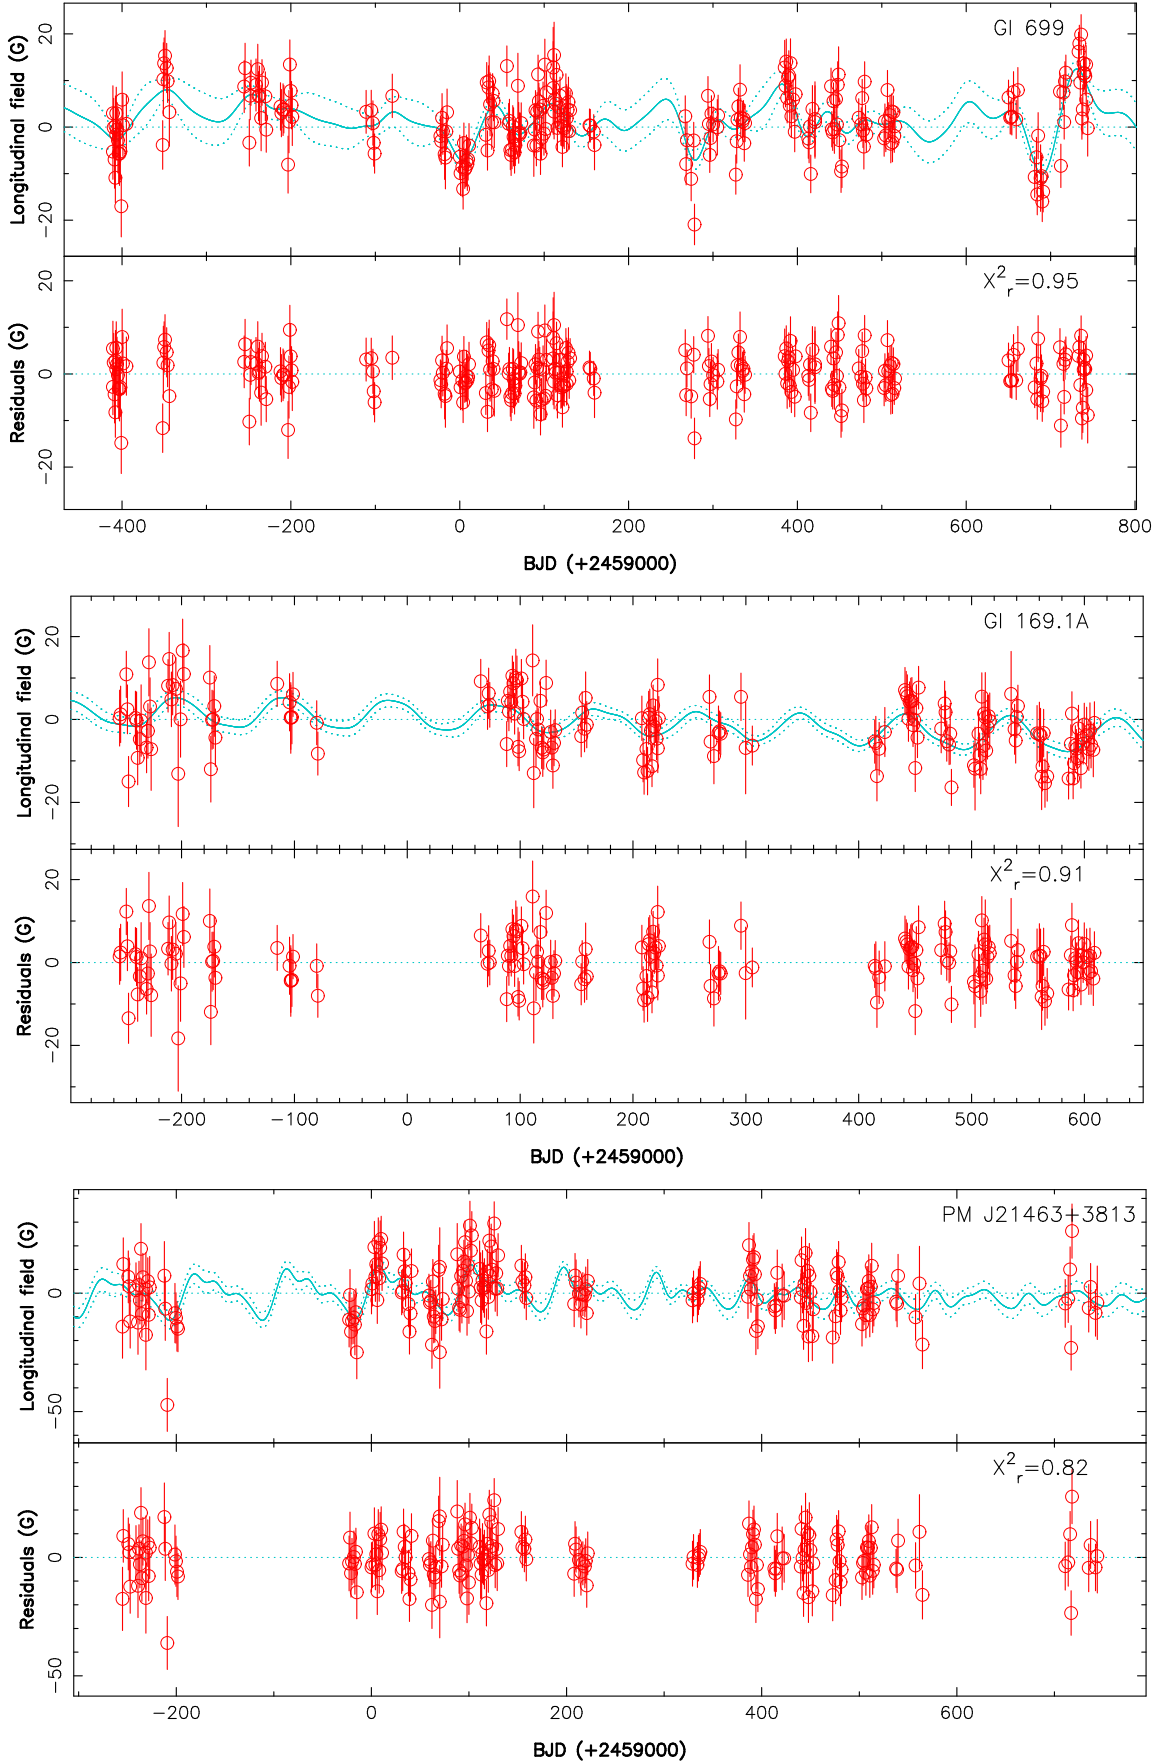 Gl 699
Longitudinal field (G)
20
0
−20
X²ᵣ=0.95
Residuals (G)
20
0
−20
−400 −200 0 200 400 600 800
BJD (+2459000)
Gl 169.1A
Longitudinal field (G)
20
0
−20
X²ᵣ=0.91
Residuals (G)
20
0
−20
−200 −100 0 100 200 300 400 500 600
BJD (+2459000)
PM J21463+3813
Longitudinal field (G)
0
−50
X²ᵣ=0.82
Residuals (G)
0
−50
−200 0 200 400 600
BJD (+2459000)